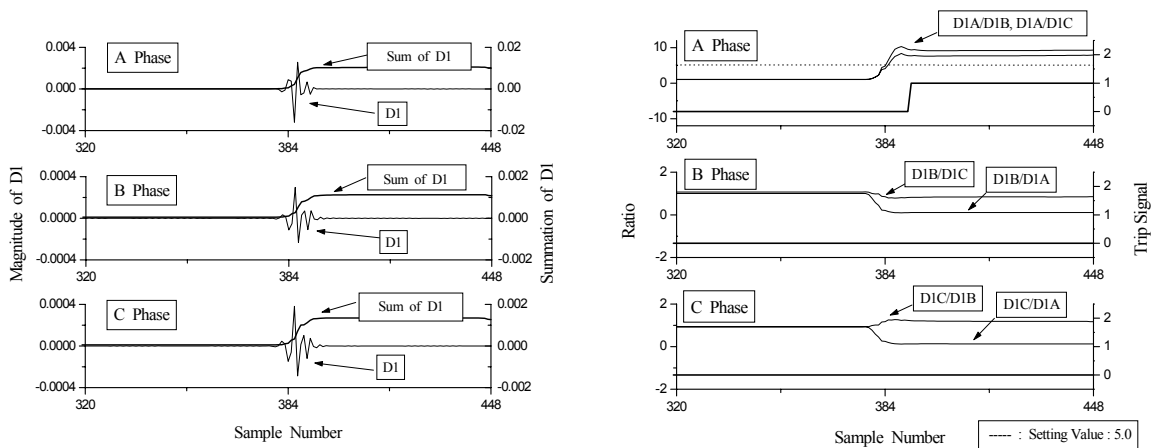 A Phase
Sum of D1
D1
0.004
0.000
-0.004
0.02
0.00
-0.02
320
384
448
B Phase
Sum of D1
D1
0.0004
0.0000
-0.0004
0.002
0.000
-0.002
320
384
448
C Phase
Sum of D1
D1
0.0004
0.0000
-0.0004
0.002
0.000
-0.002
320
384
448
Magnitude of D1
Summation of D1
Sample Number
D1A/D1B, D1A/D1C
A Phase
10
0
-10
2
1
0
320
384
448
B Phase
D1B/D1C
D1B/D1A
2
0
-2
2
1
0
320
384
448
C Phase
D1C/D1B
D1C/D1A
2
0
-2
2
1
0
320
384
448
Ratio
Trip Signal
Sample Number
----- : Setting Value : 5.0